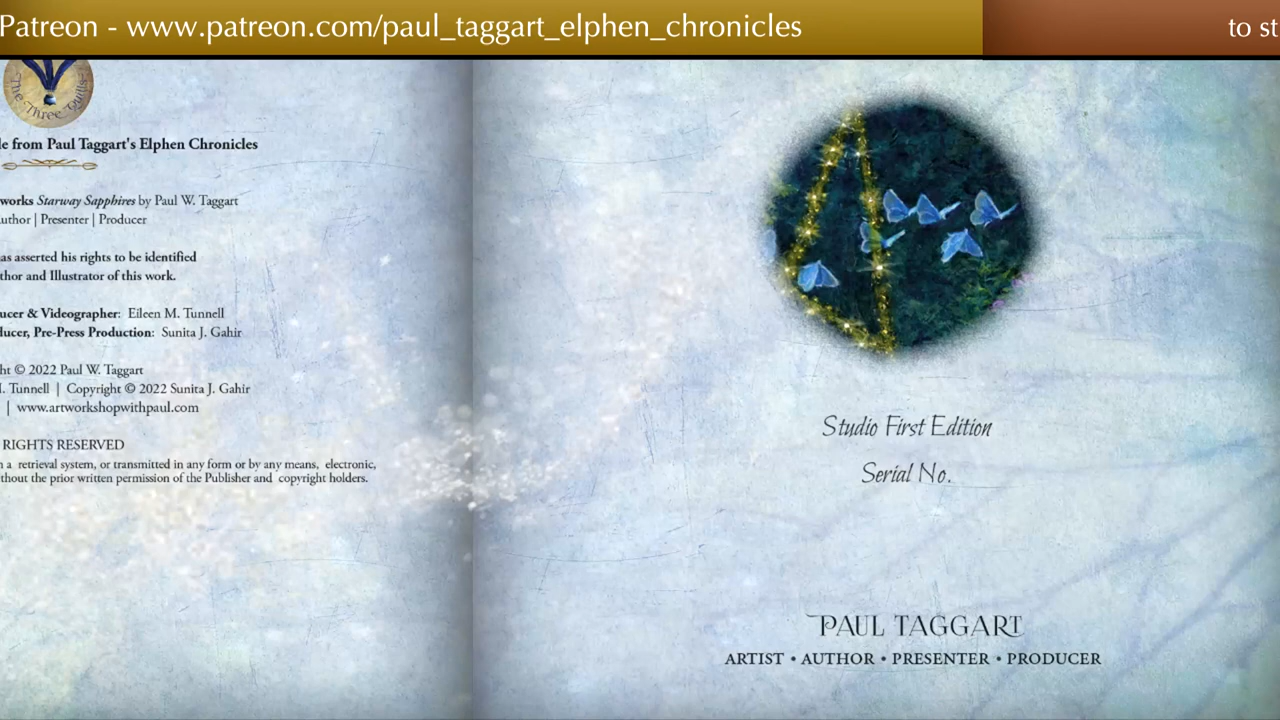 Patreon - www.patreon.com/paul_taggart_elphen_chronicles
to st
The Three Quills
le from Paul Taggart's Elphen Chronicles
works Starway Sapphires by Paul W. Taggart
uthor | Presenter | Producer
as asserted his rights to be identified
thor and Illustrator of this work.
ucer & Videographer: Eileen M. Tunnell
ducer, Pre-Press Production: Sunita J. Gahir
ht © 2022 Paul W. Taggart
M. Tunnell | Copyright © 2022 Sunita J. Gahir
| www.artworkshopwithpaul.com
RIGHTS RESERVED
n a retrieval system, or transmitted in any form or by any means, electronic,
thout the prior written permission of the Publisher and copyright holders.
Studio First Edition
Serial No.
PAUL TAGGART
ARTIST • AUTHOR • PRESENTER • PRODUCER